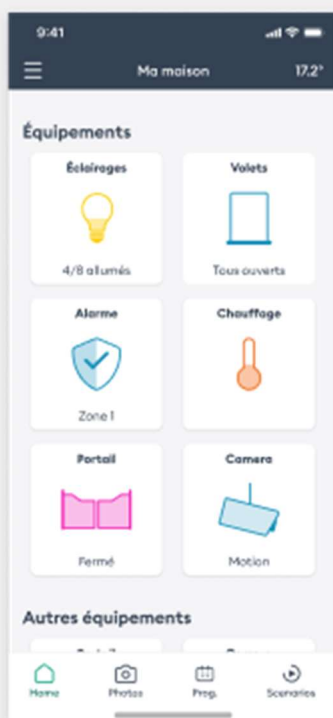 9:41
Ma maison 17.2°
Équipements
Éclairages Volets
4/8 allumés Tous ouverts
Alarme Chauffage
Zone 1
Portail Camera
Fermé Motion
Autres équipements
Home Photos Prog. Scenarios